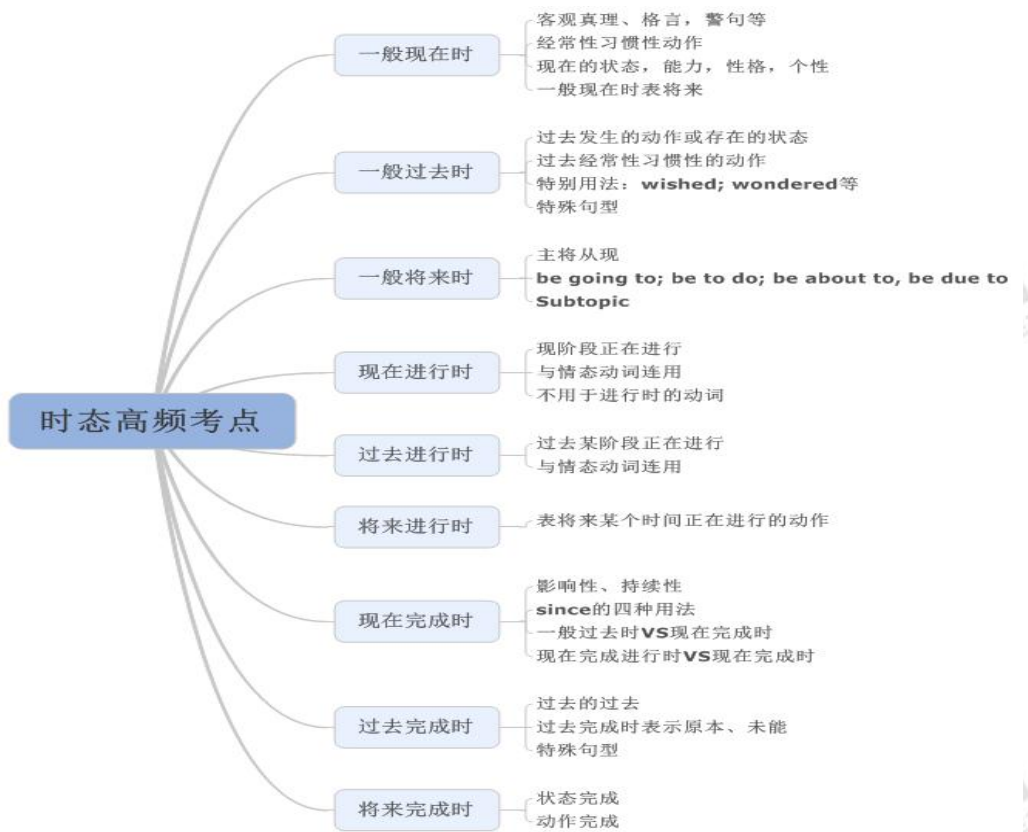 时态高频考点
一般现在时
客观真理、格言，警句等
经常性习惯性动作
现在的状态，能力，性格，个性
一般现在时表将来
一般过去时
过去发生的动作或存在的状态
过去经常性习惯性的动作
特别用法：wished; wondered等
特殊句型
一般将来时
主将从现
be going to; be to do; be about to, be due to
Subtopic
现在进行时
现阶段正在进行
与情态动词连用
不用于进行时的动词
过去进行时
过去某阶段正在进行
与情态动词连用
将来进行时
表将来某个时间正在进行的动作
现在完成时
影响性、持续性
since的四种用法
一般过去时VS现在完成时
现在完成进行时VS现在完成时
过去完成时
过去的过去
过去完成时表示原本、未能
特殊句型
将来完成时
状态完成
动作完成